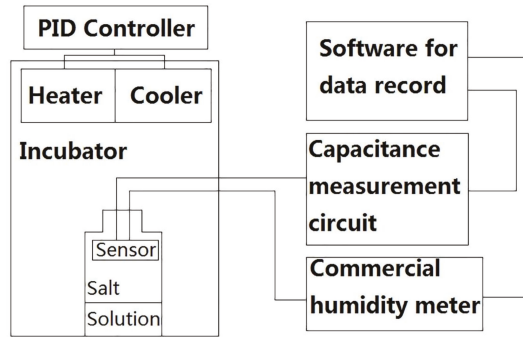 PID Controller
Heater
Cooler
Incubator
Sensor
Salt
Solution
Software for
data record
Capacitance
measurement
circuit
Commercial
humidity meter